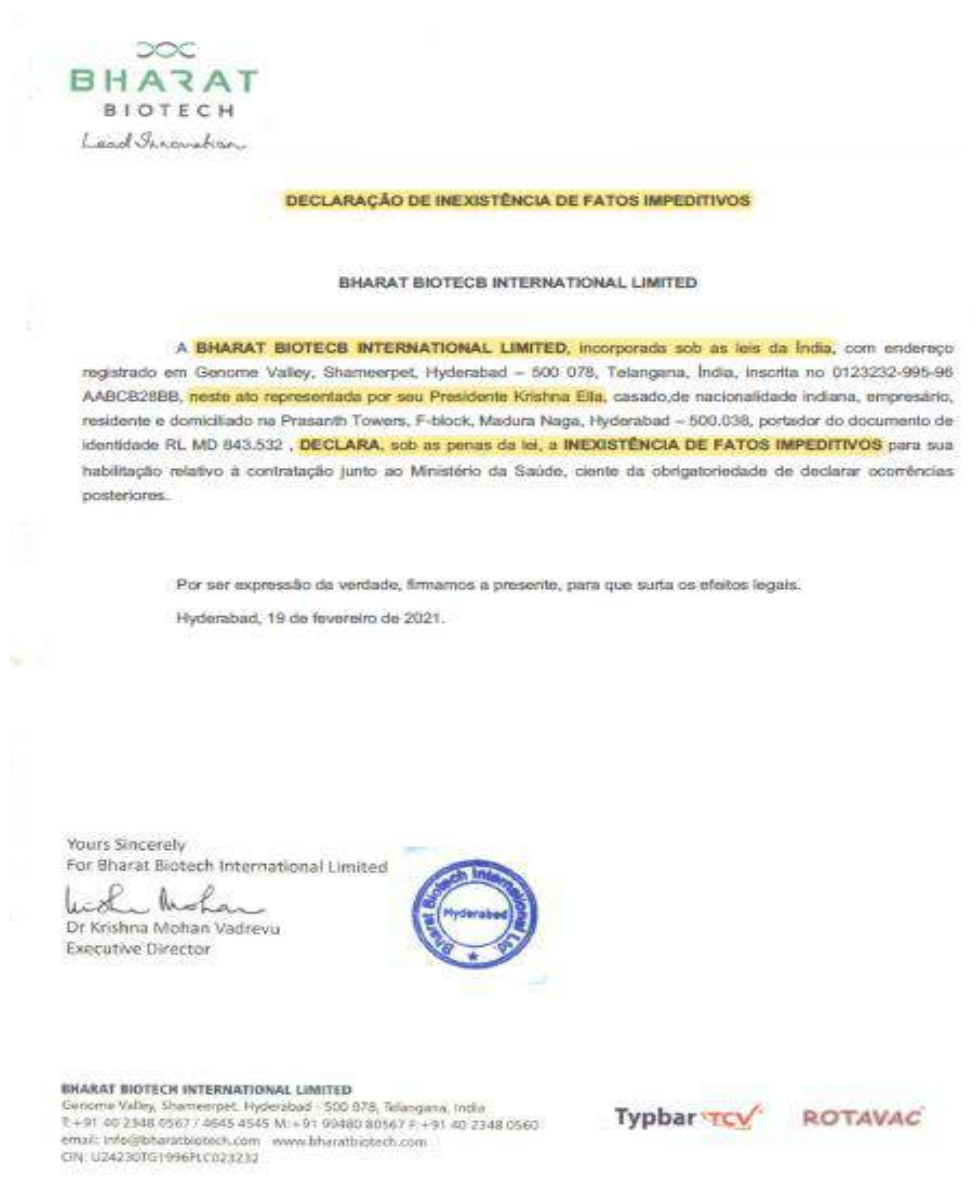 BHARAT
BIOTECH
Lead Innovation
DECLARAÇÃO DE INEXISTÊNCIA DE FATOS IMPEDITIVOS
BHARAT BIOTECB INTERNATIONAL LIMITED
A BHARAT BIOTECB INTERNATIONAL LIMITED, incorporada sob as leis da Índia, com endereço
registrado em Genome Valley, Shameerpet, Hyderabad – 500 078, Telangana, Índia, inscrita no 0123232-995-96
AABCB28BB, neste ato representada por seu Presidente Krishna Ella, casado,de nacionalidade indiana, empresário,
residente e domiciliado na Prasanth Towers, F-block, Madura Naga, Hyderabad – 500.038, portador do documento de
identidade RL MD 843.532 , DECLARA, sob as penas da lei, a INEXISTÊNCIA DE FATOS IMPEDITIVOS para sua
habilitação relativo à contratação junto ao Ministério da Saúde, ciente da obrigatoriedade de declarar ocorrências
posteriores.
Por ser expressão da verdade, firmamos a presente, para que surta os efeitos legais.
Hyderabad, 19 de fevereiro de 2021.
Yours Sincerely
For Bharat Biotech International Limited
Krishna Mohan
Dr Krishna Mohan Vadrevu
Executive Director
Bharat Biotech International Ltd.
Hyderabad
BHARAT BIOTECH INTERNATIONAL LIMITED
Genome Valley, Shameerpet, Hyderabad - 500 078, Telangana, India
T:+91 40 2348 0567 / 4645 4545 M:+91 99480 80567 F: +91 40 2348 0560
email: info@bharatbiotech.com www.bharatbiotech.com
CIN: U24230TG1996PLC023232
Typbar TCV ROTAVAC